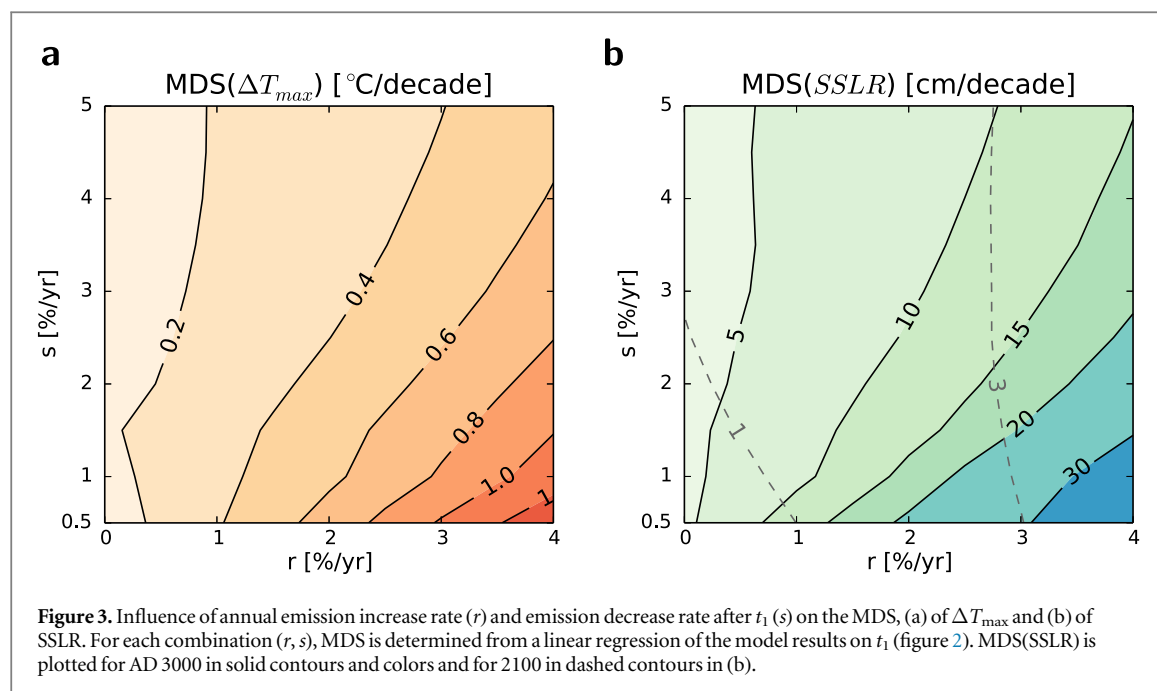 a
MDS(ΔT_max) [°C/decade]
5
4
3
2
1
0.5
s [%/yr]
0.2
0.4
0.6
0.8
1.0
1
0 1 2 3 4
r [%/yr]
b
MDS(SSLR) [cm/decade]
5
4
3
2
1
0.5
s [%/yr]
5
10
15
20
30
1
3
0 1 2 3 4
r [%/yr]
Figure 3. Influence of annual emission increase rate (r) and emission decrease rate after t₁ (s) on the MDS, (a) of ΔT_max and (b) of
SSLR. For each combination (r, s), MDS is determined from a linear regression of the model results on t₁ (figure 2). MDS(SSLR) is
plotted for AD 3000 in solid contours and colors and for 2100 in dashed contours in (b).